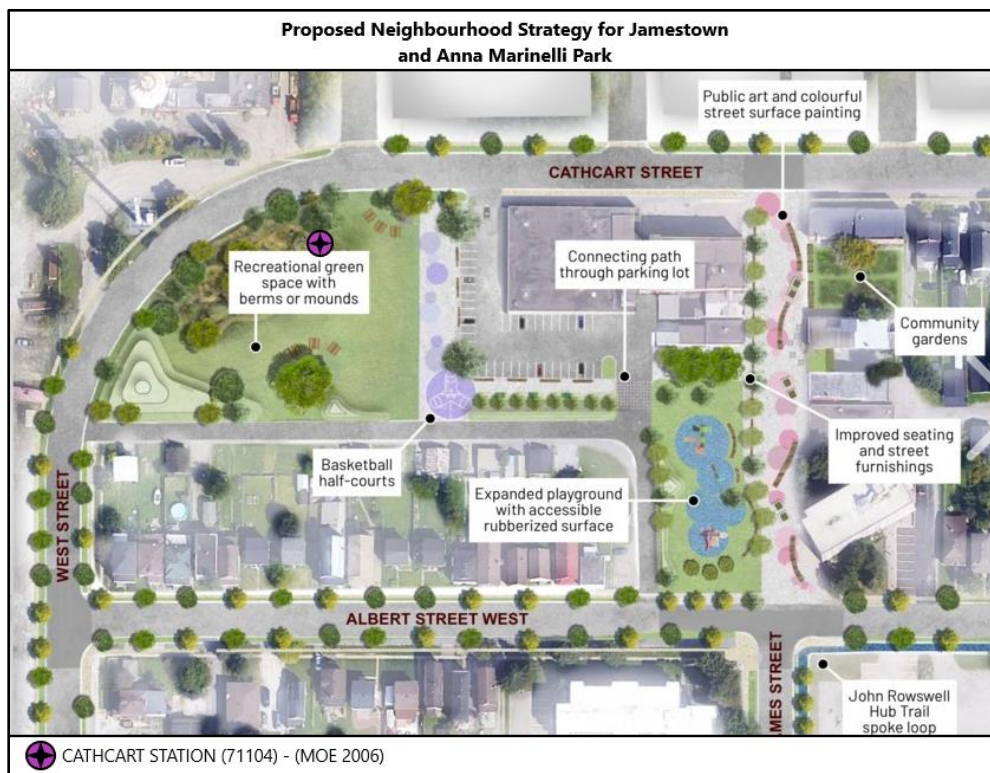 Proposed Neighbourhood Strategy for Jamestown
and Anna Marinelli Park
Public art and colourful
street surface painting
CATHCART STREET
Recreational green
space with
berms or mounds
Connecting path
through parking lot
Community
gardens
Basketball
half-courts
Expanded playground
with accessible
rubberized surface
Improved seating
and street
furnishings
WEST STREET
ALBERT STREET WEST
AMES STREET
John Rowswell
Hub Trail
spoke loop
CATHCART STATION (71104) - (MOE 2006)